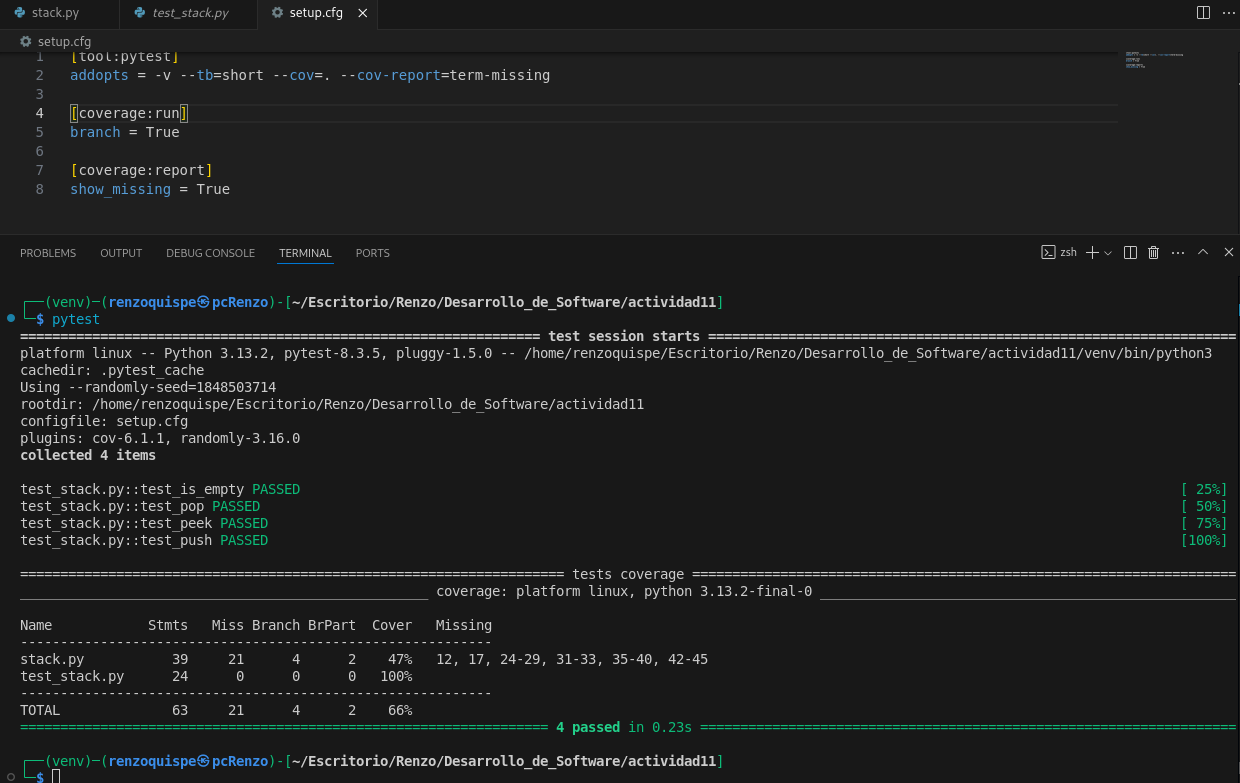 stack.py test_stack.py setup.cfg
setup.cfg
1 [tool:pytest]
2 addopts = -v --tb=short --cov=. --cov-report=term-missing
3
4 [coverage:run]
5 branch = True
6
7 [coverage:report]
8 show_missing = True
PROBLEMS OUTPUT DEBUG CONSOLE TERMINAL PORTS zsh
┌──(venv)─(renzoquispe㉿pcRenzo)-[~/Escritorio/Renzo/Desarrollo_de_Software/actividad11]
└─$ pytest
================================================================= test session starts ==================================================================
platform linux -- Python 3.13.2, pytest-8.3.5, pluggy-1.5.0 -- /home/renzoquispe/Escritorio/Renzo/Desarrollo_de_Software/actividad11/venv/bin/python3
cachedir: .pytest_cache
Using --randomly-seed=1848503714
rootdir: /home/renzoquispe/Escritorio/Renzo/Desarrollo_de_Software/actividad11
configfile: setup.cfg
plugins: cov-6.1.1, randomly-3.16.0
collected 4 items
test_stack.py::test_is_empty PASSED [ 25%]
test_stack.py::test_pop PASSED [ 50%]
test_stack.py::test_peek PASSED [ 75%]
test_stack.py::test_push PASSED [100%]
==================================================================== tests coverage ====================================================================
___________________________________________________ coverage: platform linux, python 3.13.2-final-0 ____________________________________________________
Name Stmts Miss Branch BrPart Cover Missing
-----------------------------------------------------------
stack.py 39 21 4 2 47% 12, 17, 24-29, 31-33, 35-40, 42-45
test_stack.py 24 0 0 0 100%
-----------------------------------------------------------
TOTAL 63 21 4 2 66%
================================================================== 4 passed in 0.23s ===================================================================
┌──(venv)─(renzoquispe㉿pcRenzo)-[~/Escritorio/Renzo/Desarrollo_de_Software/actividad11]
└─$